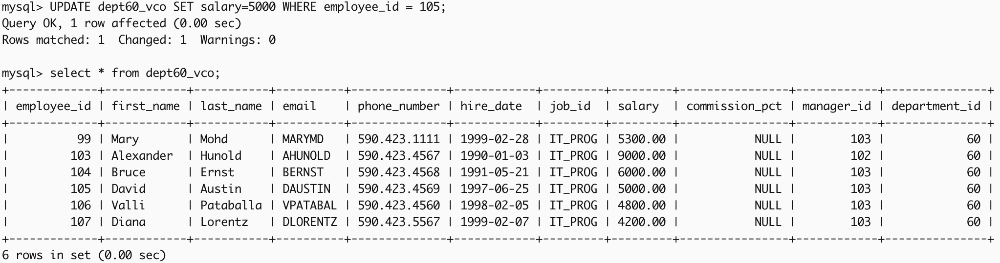 mysql> UPDATE dept60_vco SET salary=5000 WHERE employee_id = 105;
Query OK, 1 row affected (0.00 sec)
Rows matched: 1  Changed: 1  Warnings: 0

mysql> select * from dept60_vco;
+-------------+------------+-----------+----------+--------------+------------+---------+---------+----------------+------------+---------------+
| employee_id | first_name | last_name | email    | phone_number | hire_date  | job_id  | salary  | commission_pct | manager_id | department_id |
+-------------+------------+-----------+----------+--------------+------------+---------+---------+----------------+------------+---------------+
|          99 | Mary       | Mohd      | MARYMD   | 590.423.1111 | 1999-02-28 | IT_PROG | 5300.00 |           NULL |        103 |            60 |
|         103 | Alexander  | Hunold    | AHUNOLD  | 590.423.4567 | 1990-01-03 | IT_PROG | 9000.00 |           NULL |        102 |            60 |
|         104 | Bruce      | Ernst     | BERNST   | 590.423.4568 | 1991-05-21 | IT_PROG | 6000.00 |           NULL |        103 |            60 |
|         105 | David      | Austin    | DAUSTIN  | 590.423.4569 | 1997-06-25 | IT_PROG | 5000.00 |           NULL |        103 |            60 |
|         106 | Valli      | Pataballa | VPATABAL | 590.423.4560 | 1998-02-05 | IT_PROG | 4800.00 |           NULL |        103 |            60 |
|         107 | Diana      | Lorentz   | DLORENTZ | 590.423.5567 | 1999-02-07 | IT_PROG | 4200.00 |           NULL |        103 |            60 |
+-------------+------------+-----------+----------+--------------+------------+---------+---------+----------------+------------+---------------+
6 rows in set (0.00 sec)